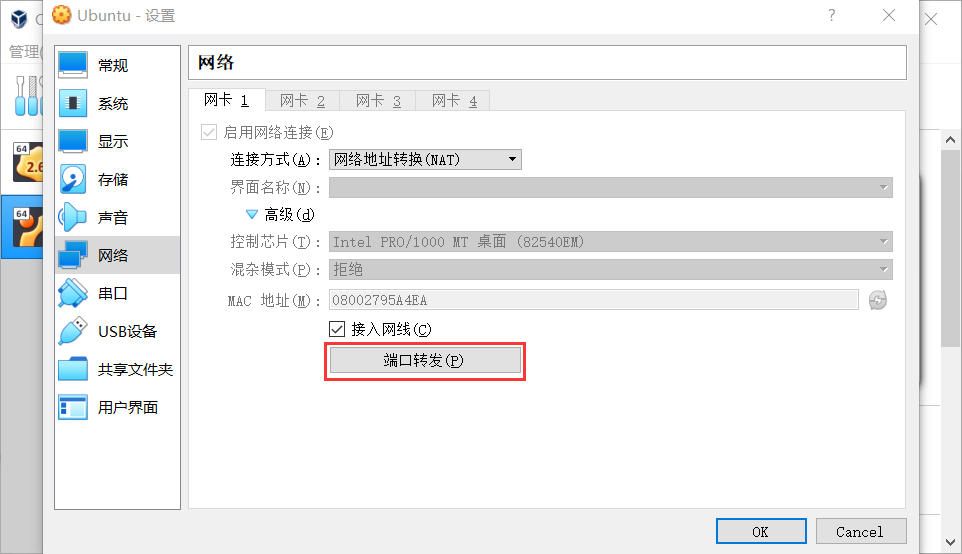 Ubuntu - 设置
?
管理(
64
2.6
64
常规
系统
显示
存储
声音
网络
串口
USB设备
共享文件夹
用户界面
网络
网卡 1 网卡 2 网卡 3 网卡 4
启用网络连接(E)
连接方式(A): 网络地址转换(NAT)
界面名称(N):
高级(d)
控制芯片(T): Intel PRO/1000 MT 桌面 (82540EM)
混杂模式(P): 拒绝
MAC 地址(M): 08002795A4EA
接入网线(C)
端口转发(P)
OK Cancel